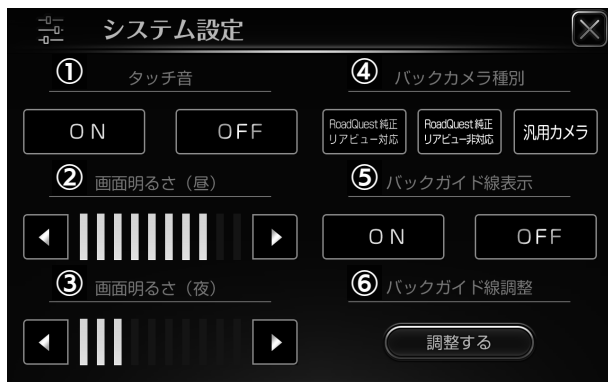 システム設定
① タッチ音
ON OFF
② 画面明るさ（昼）
③ 画面明るさ（夜）
④ バックカメラ種別
RoadQuest 純正
リアビュー対応
RoadQuest 純正
リアビュー非対応
汎用カメラ
⑤ バックガイド線表示
ON OFF
⑥ バックガイド線調整
調整する